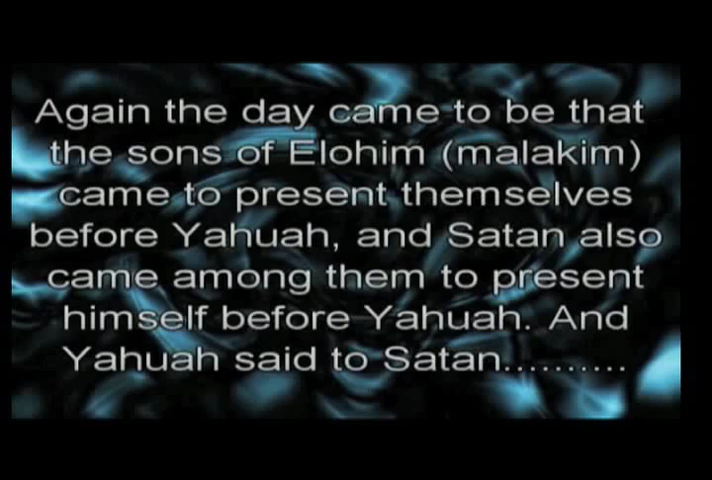 Again the day came to be that
the sons of Elohim (malakim)
came to present themselves
before Yahuah, and Satan also
came among them to present
himself before Yahuah. And
Yahuah said to Satan..........